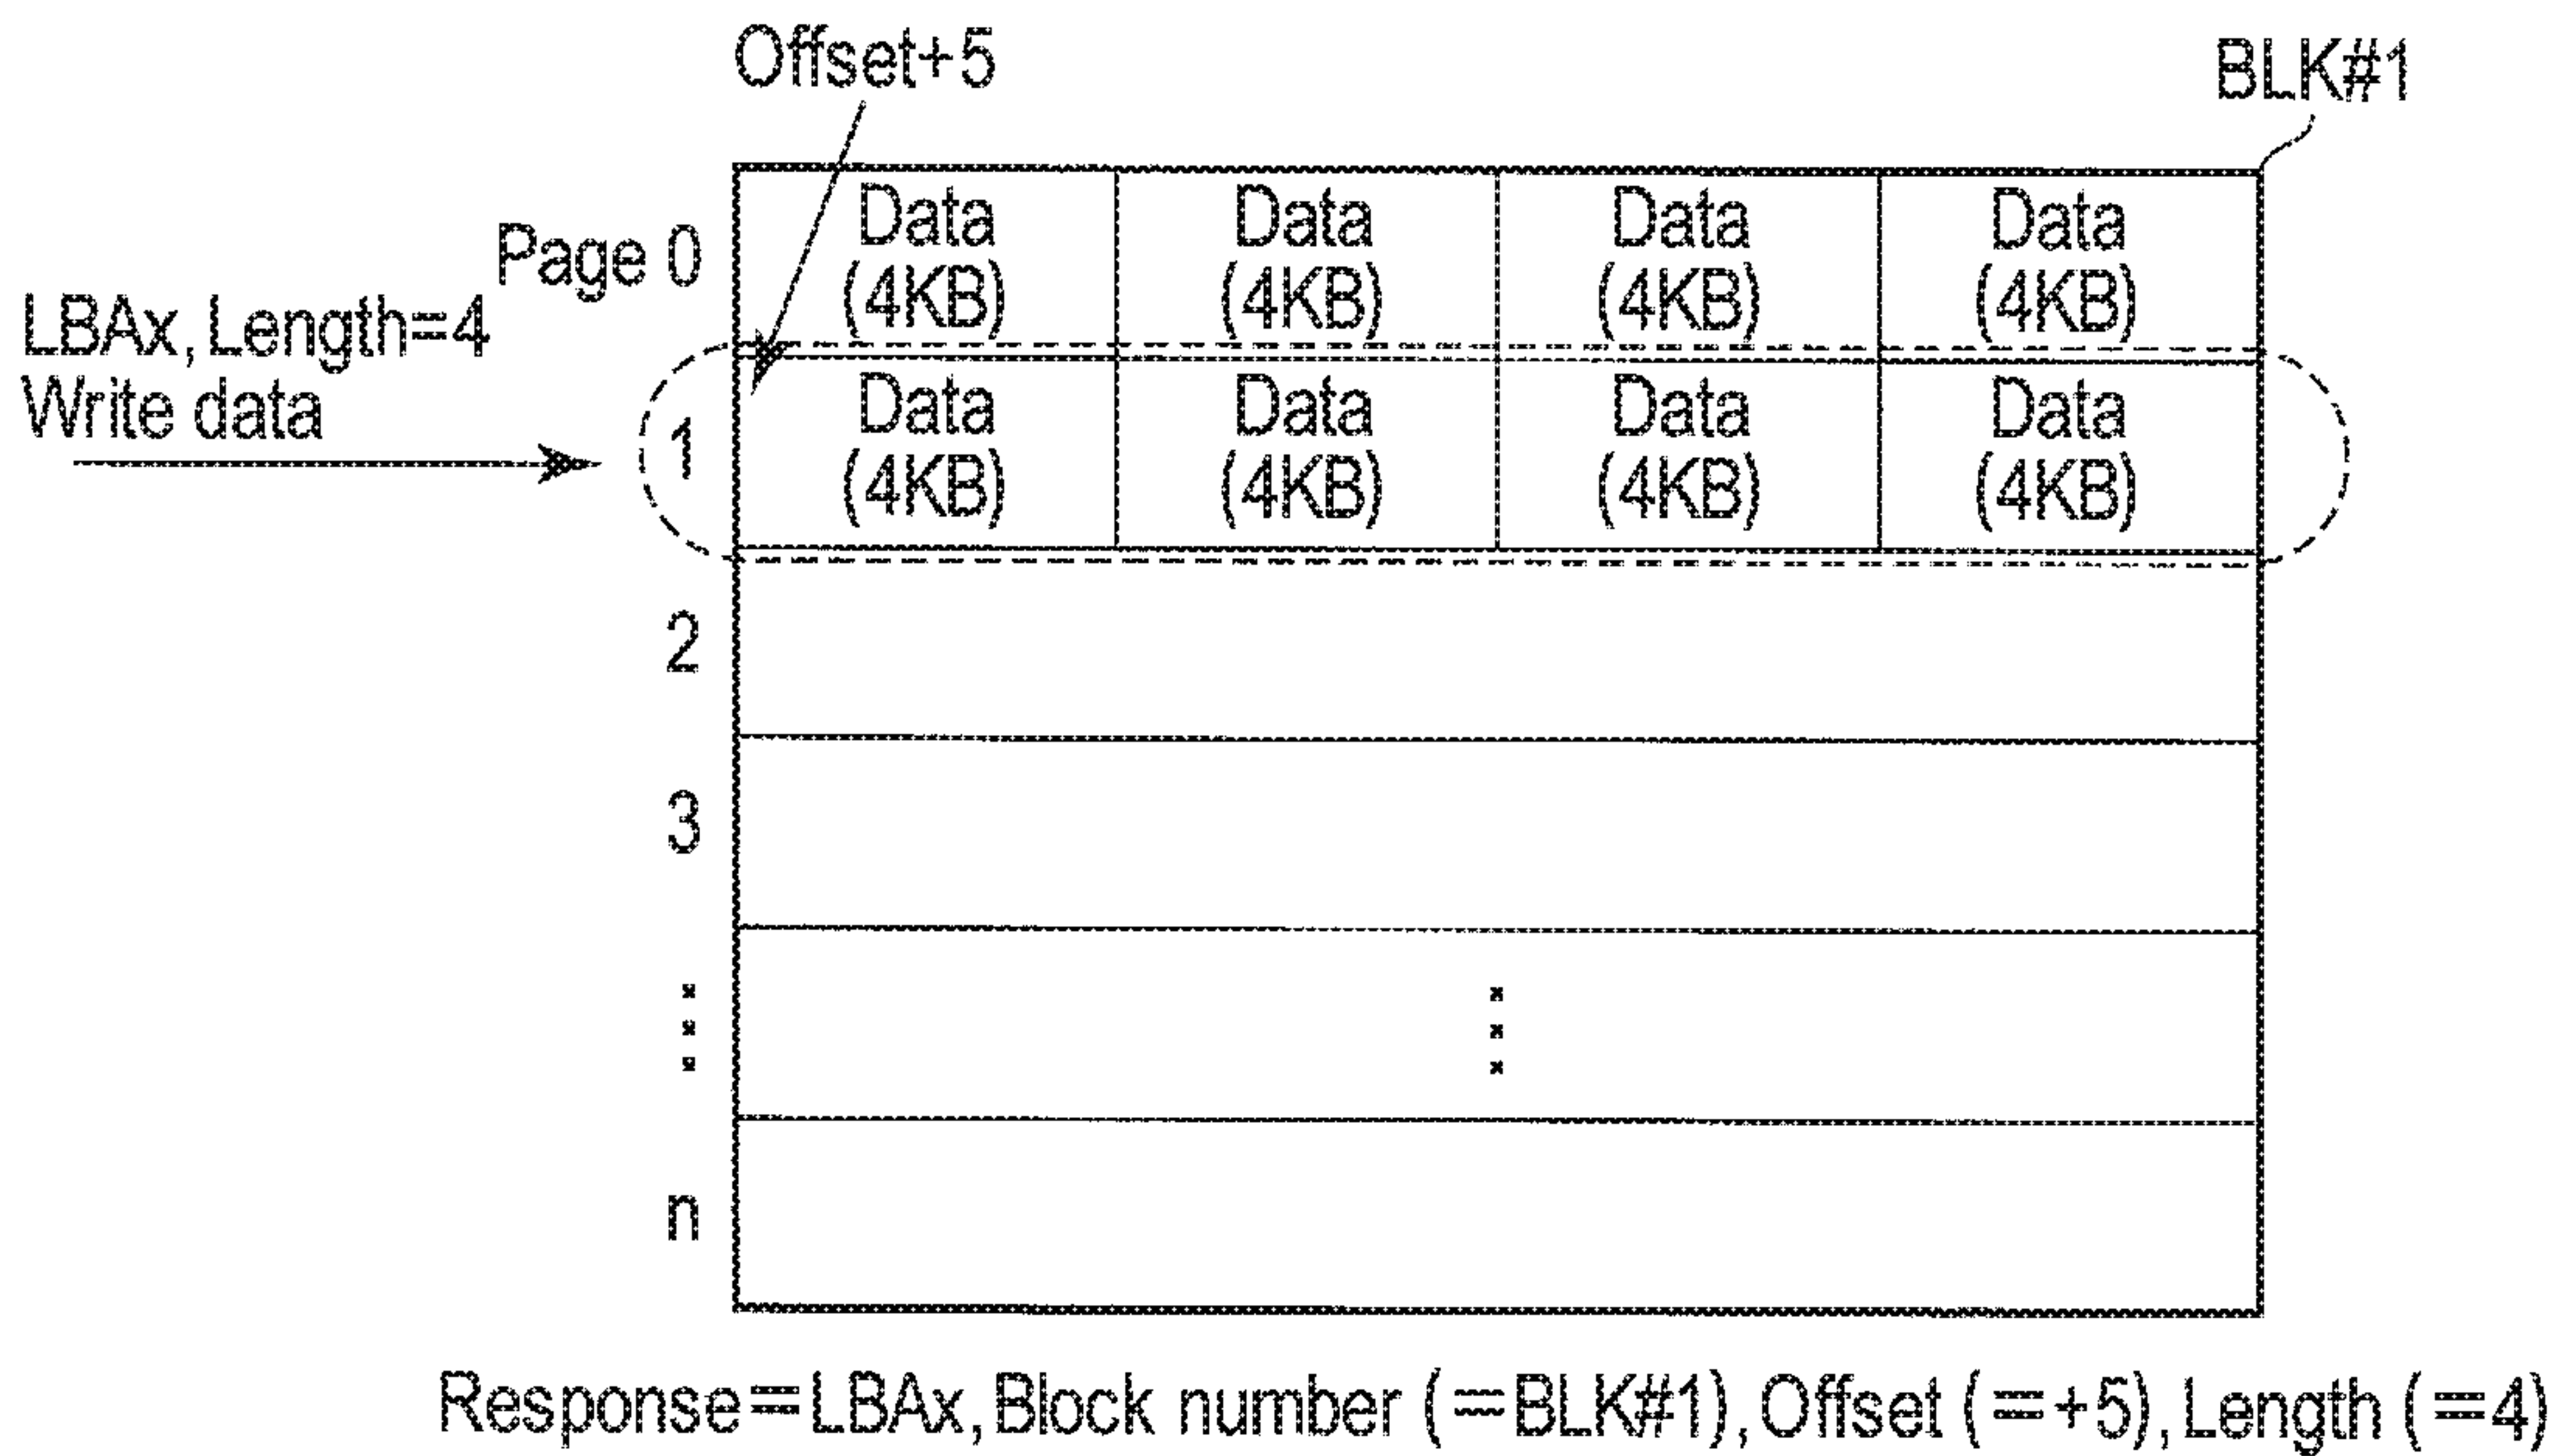 Offset+5
BLK#1
Page 0
Data Data Data Data
(4KB) (4KB) (4KB) (4KB)
LBAx, Length=4
Write data
1
Data Data Data Data
(4KB) (4KB) (4KB) (4KB)
2
3
n
Response=LBAx, Block number (=BLK#1), Offset (=+5), Length (=4)